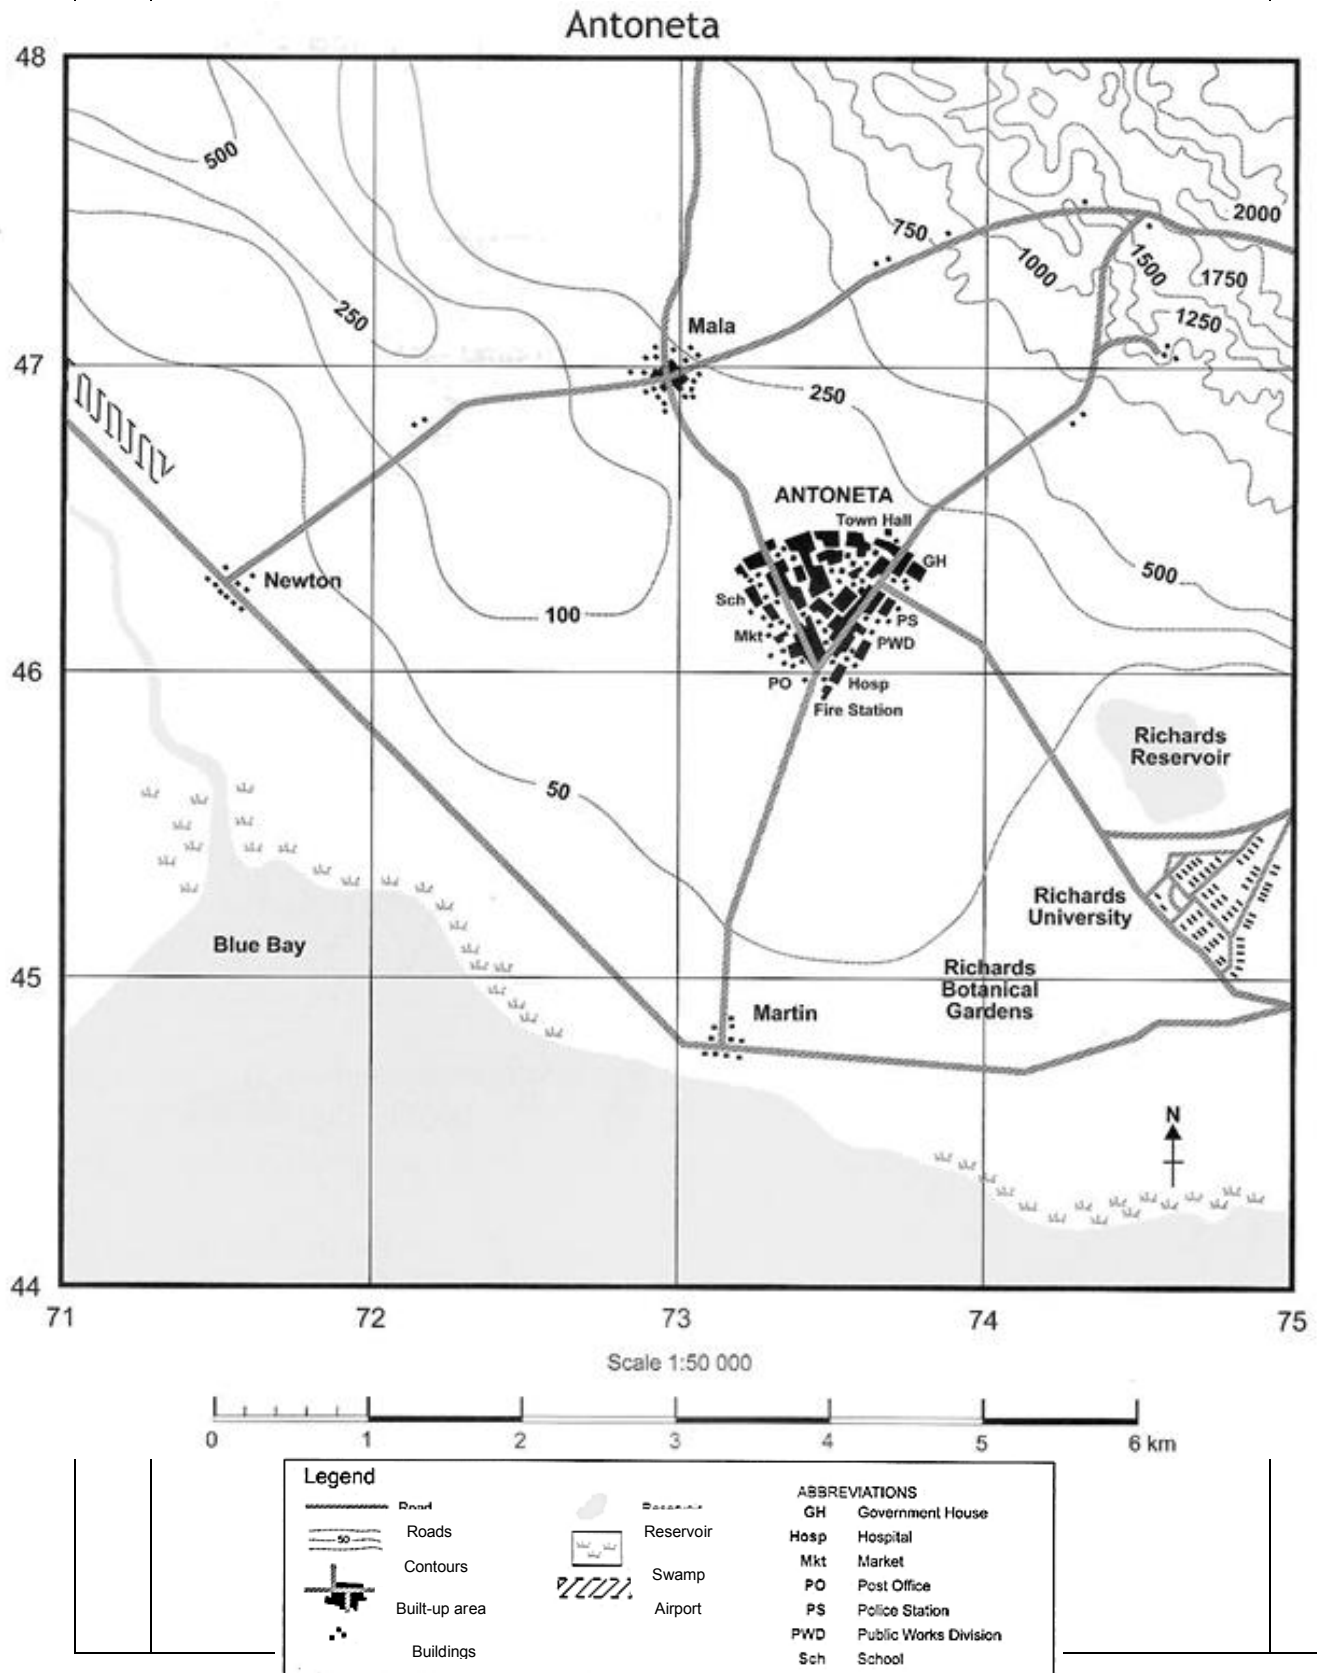 Antoneta
48
500
2000
750
1000
1500
1750
1250
250
Mala
47
250
ANTONETA
Town Hall
GH
500
Newton
Sch
100
PS
Mkt
PWD
46
PO
Hosp
Fire Station
Richards
Reservoir
50
Richards
University
Blue Bay
45
Richards
Botanical
Gardens
Martin
N
44
71
72
73
74
75
Scale 1:50 000
0
1
2
3
4
5
6 km
Legend
Road
Roads
50
Contours
Built-up area
Buildings
Reservoir
Reservoir
Swamp
Airport
ABBREVIATIONS
GH Government House
Hosp Hospital
Mkt Market
PO Post Office
PS Police Station
PWD Public Works Division
Sch School